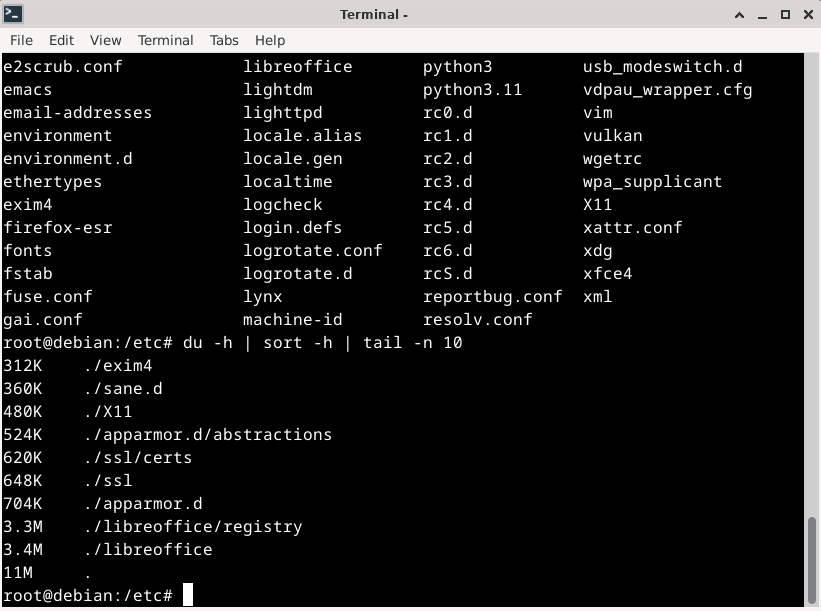 Terminal -
File Edit View Terminal Tabs Help
e2scrub.conf libreoffice python3 usb_modeswitch.d
emacs lightdm python3.11 vdpau_wrapper.cfg
email-addresses lighttpd rc0.d vim
environment locale.alias rc1.d vulkan
environment.d locale.gen rc2.d wgetrc
ethertypes localtime rc3.d wpa_supplicant
exim4 logcheck rc4.d X11
firefox-esr login.defs rc5.d xattr.conf
fonts logrotate.conf rc6.d xdg
fstab logrotate.d rcS.d xfce4
fuse.conf lynx reportbug.conf xml
gai.conf machine-id resolv.conf
root@debian:/etc# du -h | sort -h | tail -n 10
312K ./exim4
360K ./sane.d
480K ./X11
524K ./apparmor.d/abstractions
620K ./ssl/certs
648K ./ssl
704K ./apparmor.d
3.3M ./libreoffice/registry
3.4M ./libreoffice
11M .
root@debian:/etc#